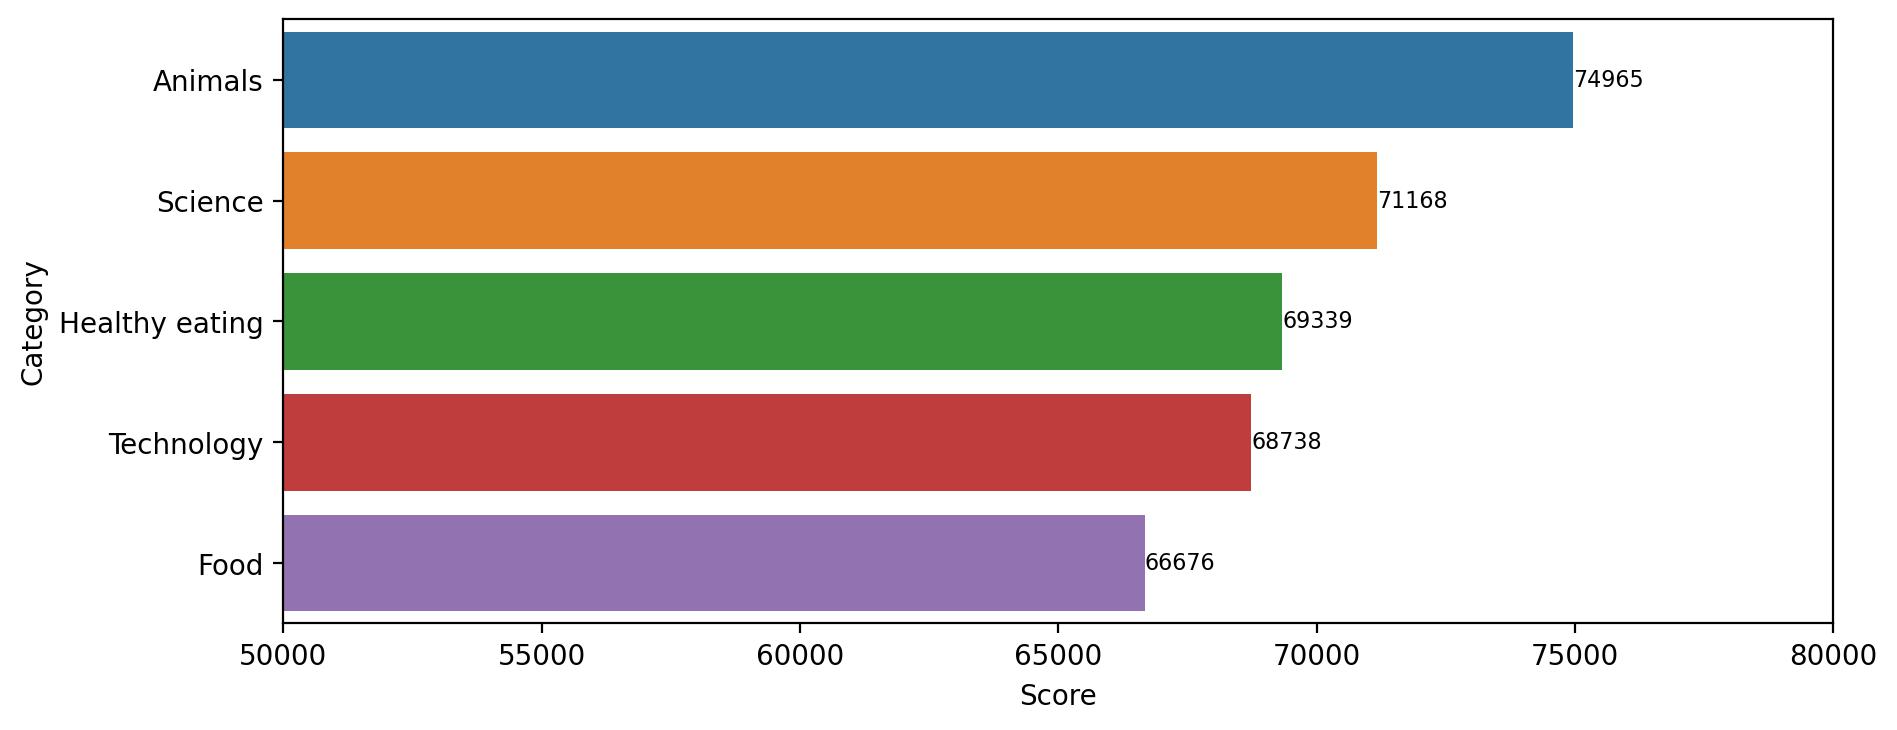 Category
Animals
74965
Science
71168
Healthy eating
69339
Technology
68738
Food
66676
50000 55000 60000 65000 70000 75000 80000
Score